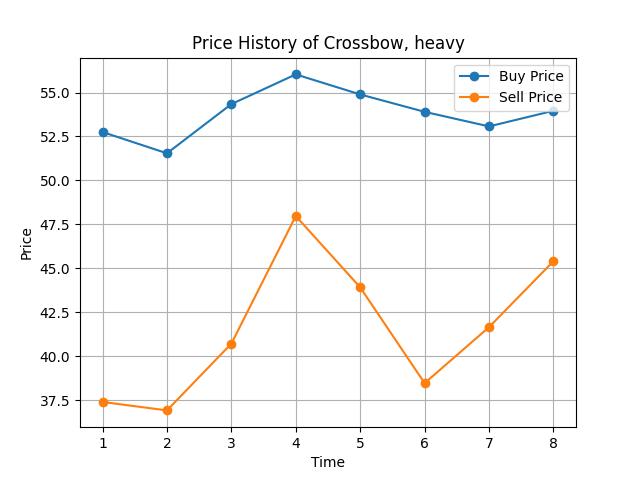 Price History of Crossbow, heavy
Buy Price
Sell Price
55.0
52.5
50.0
47.5
45.0
42.5
40.0
37.5
Price
1 2 3 4 5 6 7 8
Time